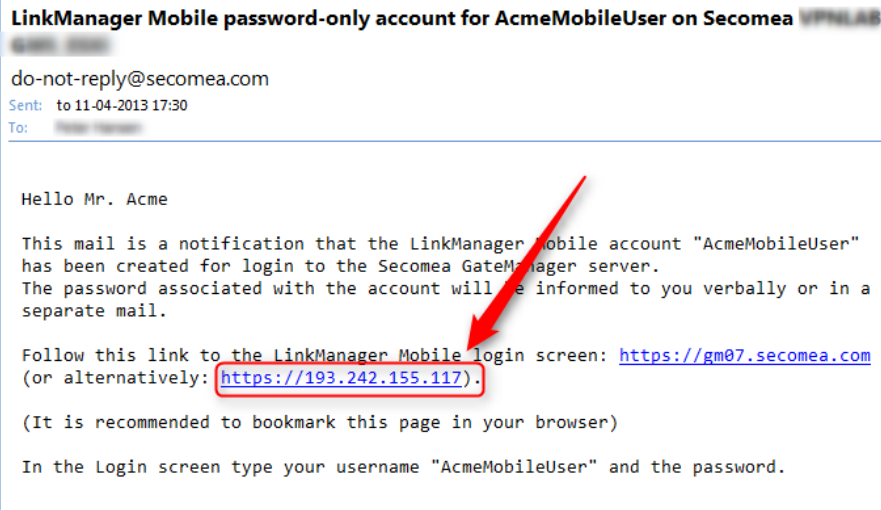 LinkManager Mobile password-only account for AcmeMobileUser on Secomea
do-not-reply@secomea.com
Sent: to 11-04-2013 17:30
To:
Hello Mr. Acme
This mail is a notification that the LinkManager Mobile account "AcmeMobileUser"
has been created for login to the Secomea GateManager server.
The password associated with the account will be informed to you verbally or in a
separate mail.
Follow this link to the LinkManager Mobile login screen: https://gm07.secomea.com
(or alternatively: https://193.242.155.117).
(It is recommended to bookmark this page in your browser)
In the Login screen type your username "AcmeMobileUser" and the password.